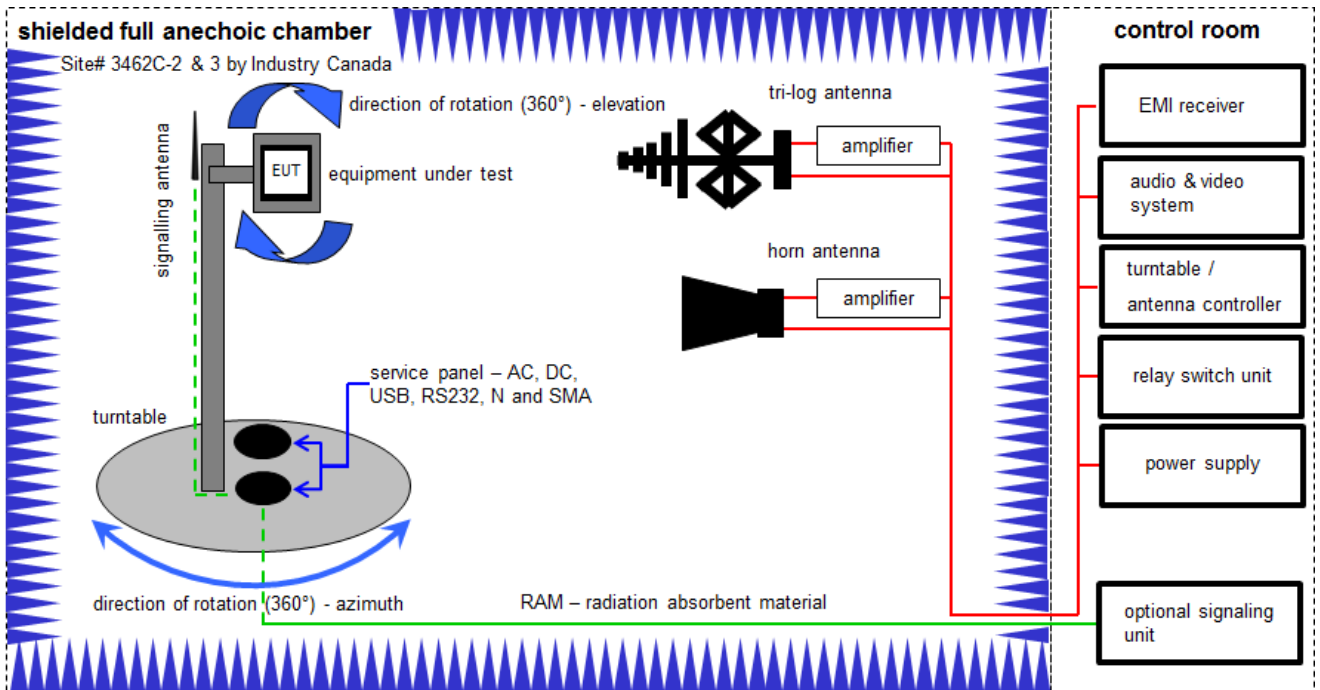 shielded full anechoic chamber
Site# 3462C-2 & 3 by Industry Canada
direction of rotation (360°) - elevation
signalling antenna
EUT
equipment under test
tri-log antenna
amplifier
horn antenna
amplifier
service panel – AC, DC,
USB, RS232, N and SMA
turntable
direction of rotation (360°) - azimuth
RAM – radiation absorbent material
control room
EMI receiver
audio & video
system
turntable /
antenna controller
relay switch unit
power supply
optional signaling
unit